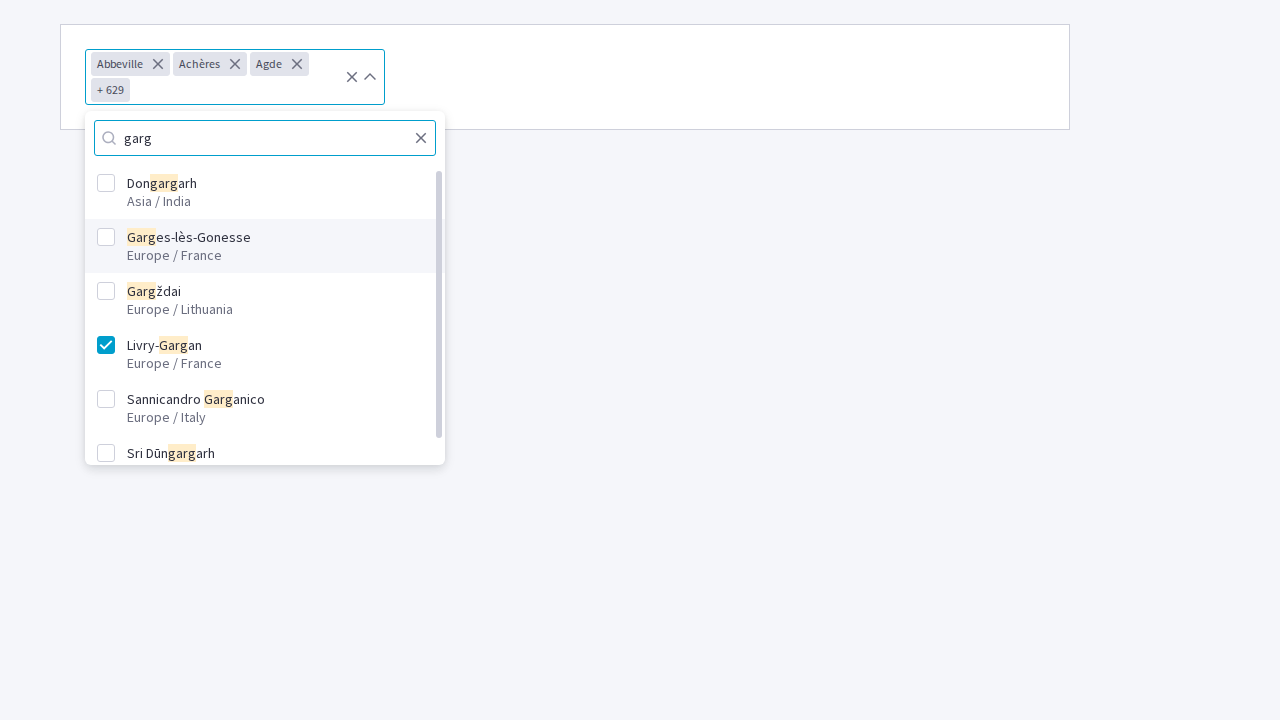 Abbeville Achères Agde
+ 629
garg
Dongargarh
Asia / India
Garges-lès-Gonesse
Europe / France
Gargždai
Europe / Lithuania
Livry-Gargan
Europe / France
Sannicandro Garganico
Europe / Italy
Sri Dūngargarh